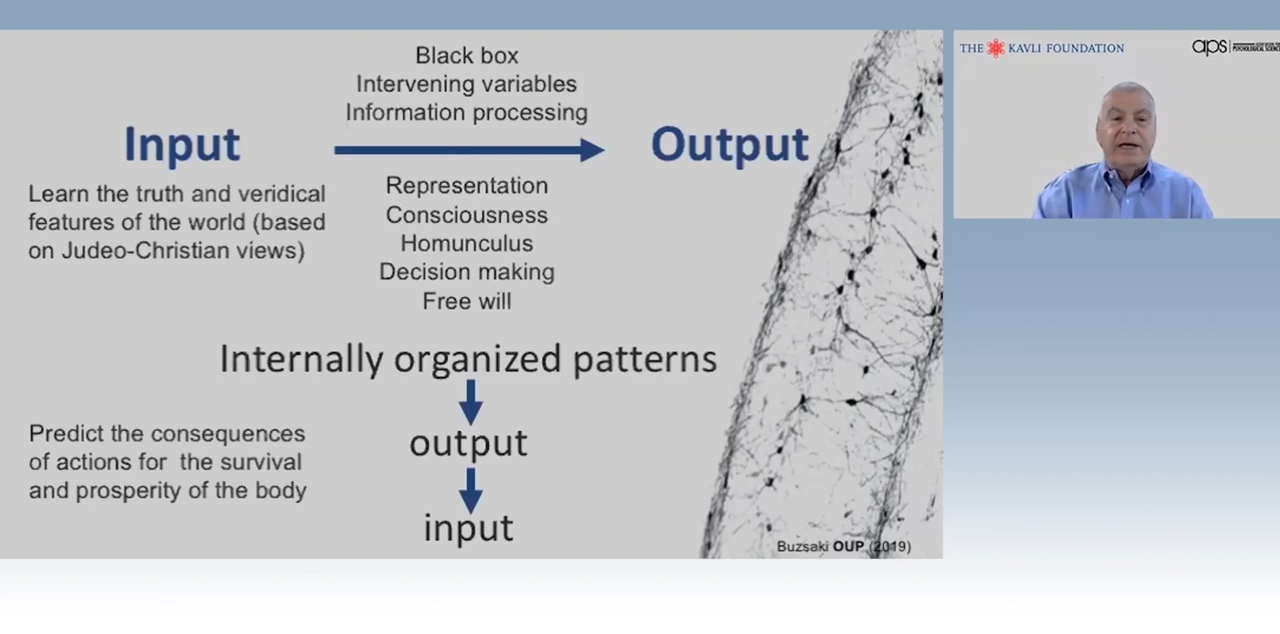 Black box
Intervening variables
Information processing
Input
Output
Learn the truth and veridical
features of the world (based
on Judeo-Christian views)
Representation
Consciousness
Homunculus
Decision making
Free will
Internally organized patterns
output
input
Predict the consequences
of actions for the survival
and prosperity of the body
Buzsaki OUP (2019)
THE KAVLI FOUNDATION
aps
PSYCHOLOGICAL SCIENCE